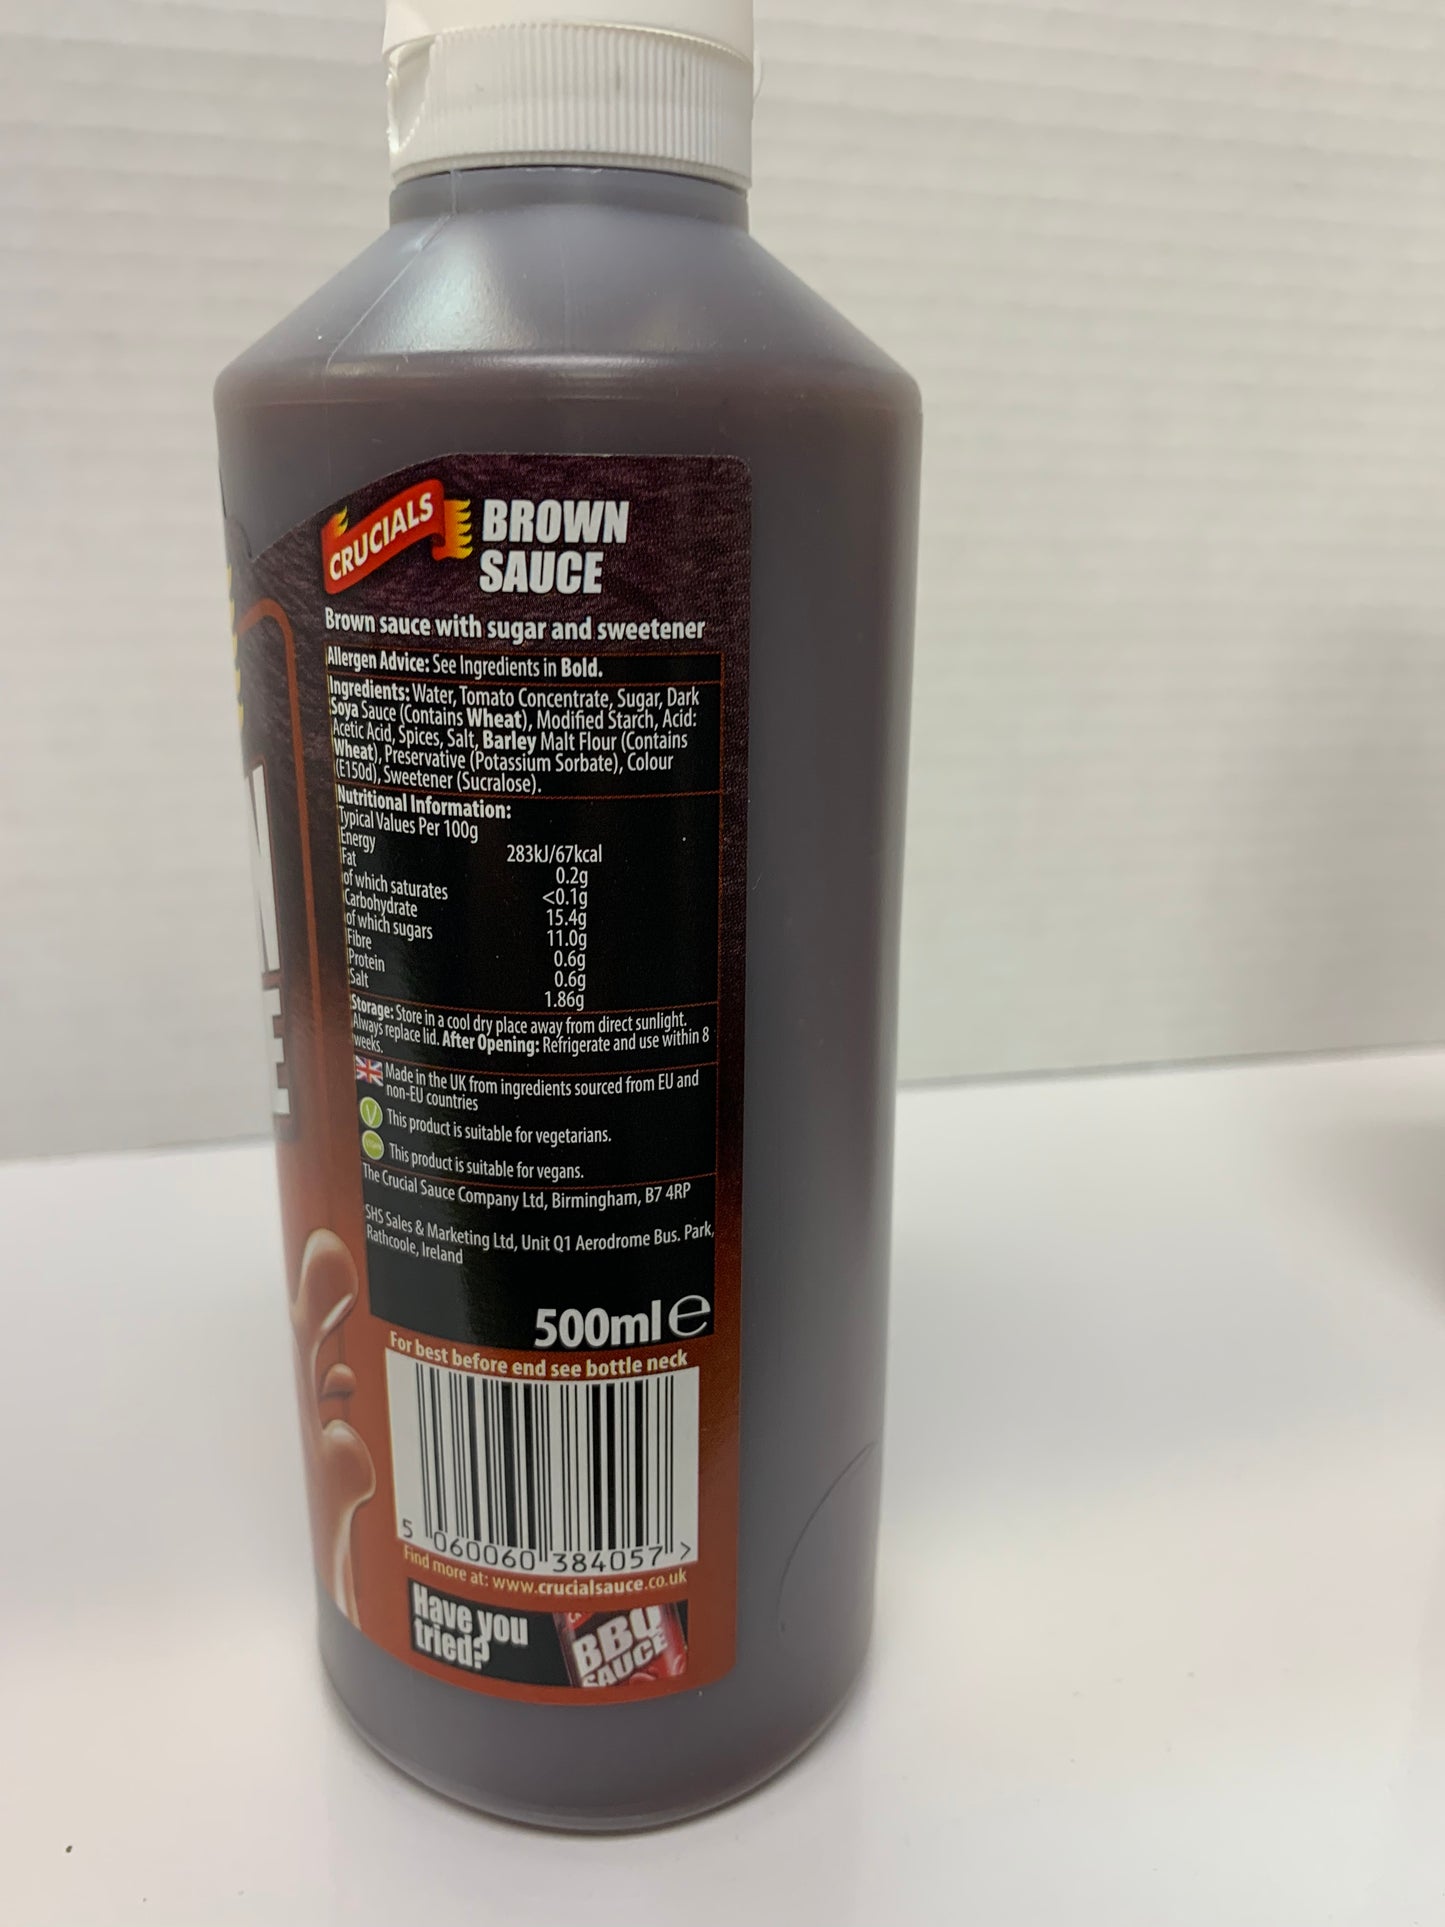 CRUCIALS
BROWN
SAUCE
Brown sauce with sugar and sweetener
Allergen Advice: See Ingredients in Bold.
Ingredients: Water, Tomato Concentrate, Sugar, Dark
Soya Sauce (Contains Wheat), Modified Starch, Acid:
Acetic Acid, Spices, Salt, Barley Malt Flour (Contains
Wheat), Preservative (Potassium Sorbate), Colour
(E150d), Sweetener (Sucralose).
Nutritional Information:
Typical Values Per 100g
Energy 283kJ/67kcal
Fat 0.2g
of which saturates <0.1g
Carbohydrate 15.4g
of which sugars 11.0g
Fibre 0.6g
Protein 0.6g
Salt 1.86g
Storage: Store in a cool dry place away from direct sunlight.
Always replace lid. After Opening: Refrigerate and use within 8
weeks.
Made in the UK from ingredients sourced from EU and
non-EU countries
V This product is suitable for vegetarians.
This product is suitable for vegans.
The Crucial Sauce Company Ltd, Birmingham, B7 4RP
SHS Sales & Marketing Ltd, Unit Q1 Aerodrome Bus. Park,
Rathcoole, Ireland
500ml ℮
For best before end see bottle neck
5 060060 384057 >
Find more at: www.crucialsauce.co.uk
Have you
tried?
BBQ
SAUCE